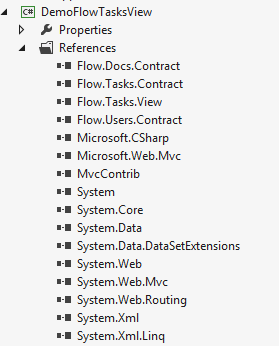 C# DemoFlowTasksView
Properties
References
Flow.Docs.Contract
Flow.Tasks.Contract
Flow.Tasks.View
Flow.Users.Contract
Microsoft.CSharp
Microsoft.Web.Mvc
MvcContrib
System
System.Core
System.Data
System.Data.DataSetExtensions
System.Web
System.Web.Mvc
System.Web.Routing
System.Xml
System.Xml.Linq